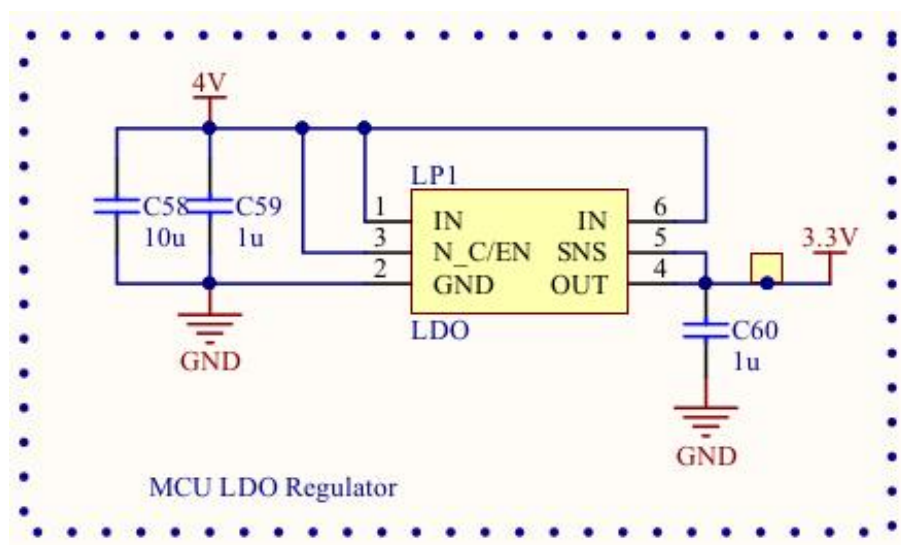 4V
LP1
C58
C59
10u
1u
1
IN
IN
6
3
N_C/EN
SNS
5
3.3V
2
GND
OUT
4
LDO
C60
1u
GND
GND
MCU LDO Regulator